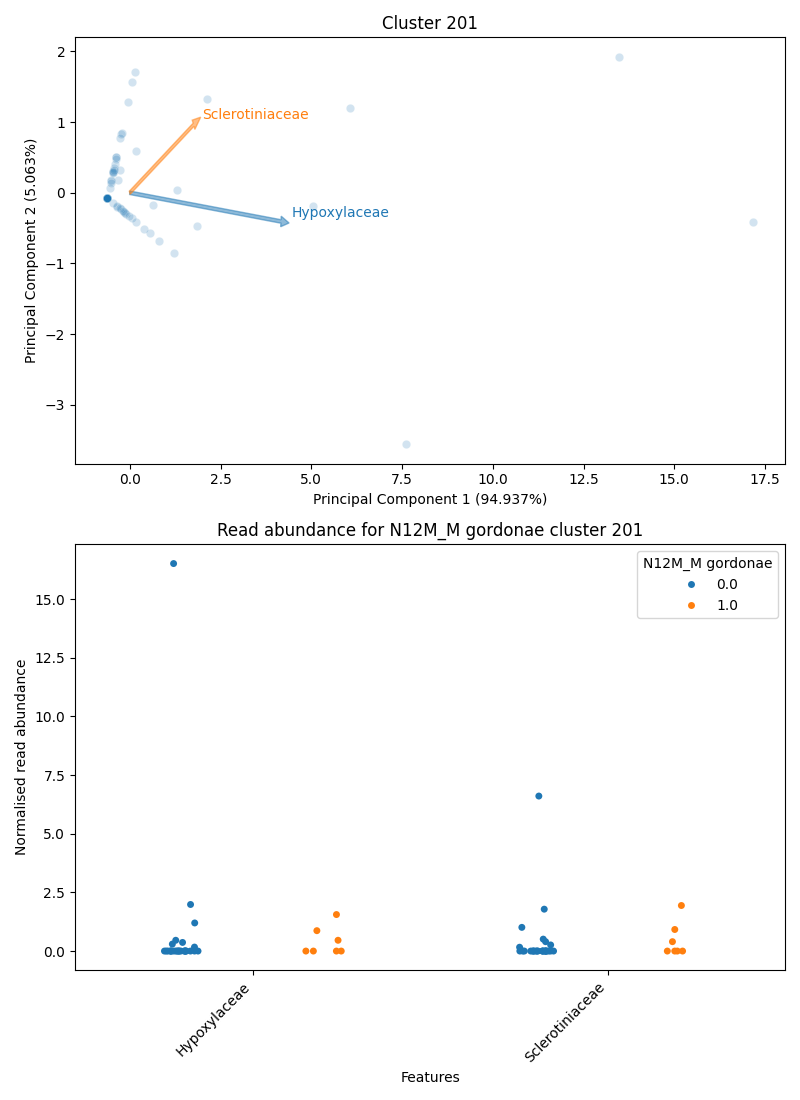 Cluster 201
2
1
0
−1
−2
−3
Principal Component 2 (5.063%)
Sclerotiniaceae
Hypoxylaceae
0.0 2.5 5.0 7.5 10.0 12.5 15.0 17.5
Principal Component 1 (94.937%)
Read abundance for N12M_M gordonae cluster 201
15.0
12.5
10.0
7.5
5.0
2.5
0.0
Normalised read abundance
N12M_M gordonae
0.0
1.0
Hypoxylaceae
Sclerotiniaceae
Features